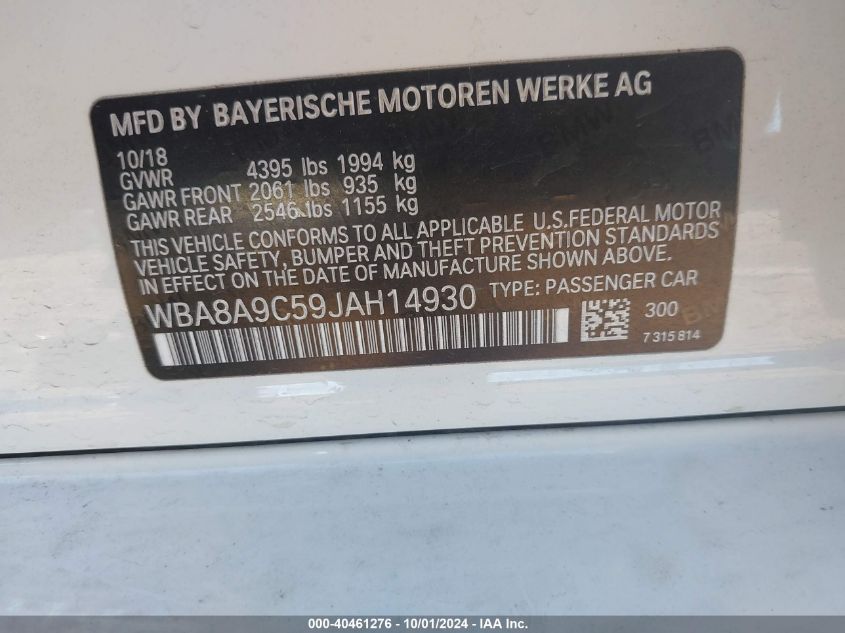 MFD BY BAYERISCHE MOTOREN WERKE AG
10/18
GVWR 4395 lbs 1994 kg
GAWR FRONT 2061 lbs 935 kg
GAWR REAR 2546 lbs 1155 kg
THIS VEHICLE CONFORMS TO ALL APPLICABLE U.S.FEDERAL MOTOR
VEHICLE SAFETY, BUMPER AND THEFT PREVENTION STANDARDS
IN EFFECT ON THE DATE OF MANUFACTURE SHOWN ABOVE.
WBA8A9C59JAH14930 TYPE: PASSENGER CAR
300
7 315 814
000-40461276 - 10/01/2024 - IAA Inc.